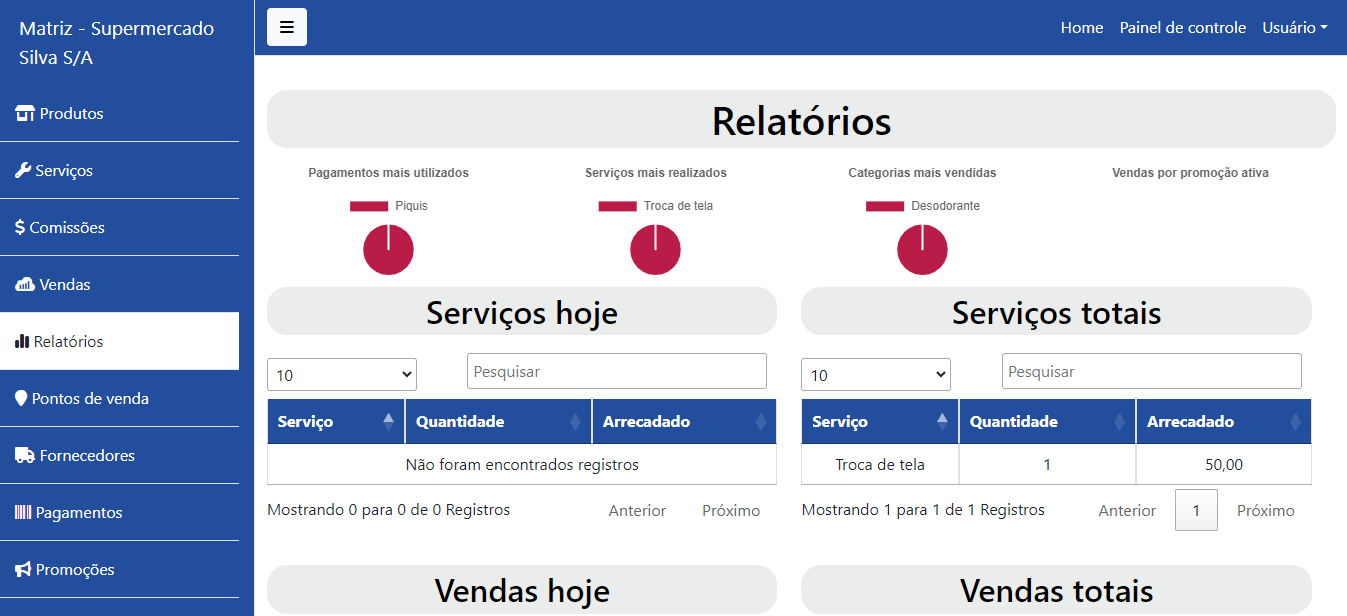 Matriz - Supermercado
Silva S/A
Produtos
Serviços
Comissões
Vendas
Relatórios
Pontos de venda
Fornecedores
Pagamentos
Promoções
Home Painel de controle Usuário
Relatórios
Pagamentos mais utilizados Serviços mais realizados Categorias mais vendidas Vendas por promoção ativa
Piquis Troca de tela Desodorante
Serviços hoje
10 Pesquisar
Serviço Quantidade Arrecadado
Não foram encontrados registros
Mostrando 0 para 0 de 0 Registros Anterior Próximo
Serviços totais
10 Pesquisar
Serviço Quantidade Arrecadado
Troca de tela 1 50,00
Mostrando 1 para 1 de 1 Registros Anterior 1 Próximo
Vendas hoje
Vendas totais